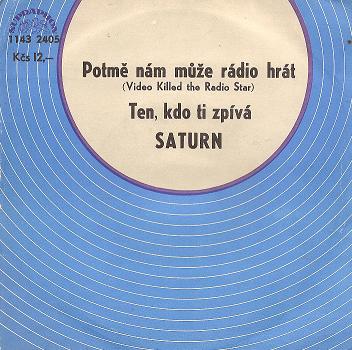 SUPRAPHON
1143 2405
Kčs 12,–
Potmě nám může rádio hrát
(Video Killed the Radio Star)
Ten, kdo ti zpívá
SATURN